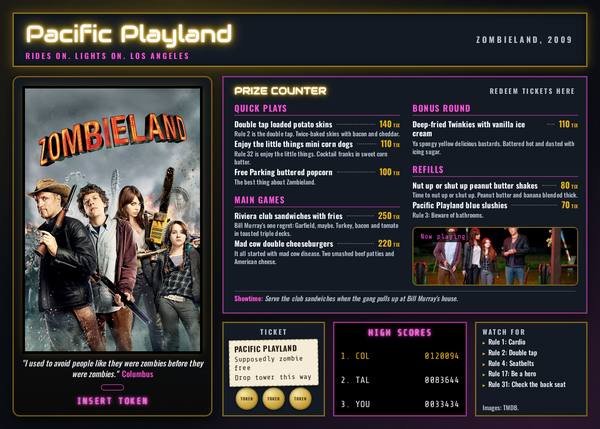 Pacific Playland
RIDES ON. LIGHTS ON. LOS ANGELES
ZOMBIELAND, 2009
ZOMBIELAND
"I used to avoid people like they were zombies before they
were zombies." Columbus
INSERT TOKEN
PRIZE COUNTER
REDEEM TICKETS HERE
QUICK PLAYS
Double tap loaded potato skins 140 TIX
Rule 2 is the double tap. Twice-baked skins with bacon and cheddar.
Enjoy the little things mini corn dogs 110 TIX
Rule 32 is enjoy the little things. Cocktail franks in sweet corn
batter.
Free Parking buttered popcorn 100 TIX
The best thing about Zombieland.
MAIN GAMES
Riviera club sandwiches with fries 250 TIX
Bill Murray's one regret: Garfield, maybe. Turkey, bacon and tomato
in toasted triple decks.
Mad cow double cheeseburgers 220 TIX
It all started with mad cow disease. Two smashed beef patties and
American cheese.
BONUS ROUND
Deep-fried Twinkies with vanilla ice
cream 110 TIX
Ya spongy yellow delicious bastards. Battered hot and dusted with
icing sugar.
REFILLS
Nut up or shut up peanut butter shakes 80 TIX
Time to nut up or shut up. Peanut butter and banana blended thick.
Pacific Playland blue slushies 70 TIX
Rule 3: Beware of bathrooms.
Now playing
Showtime: Serve the club sandwiches when the gang pulls up at Bill Murray's house.
TICKET
PACIFIC PLAYLAND
Supposedly zombie
free
Drop tower this way
TOKEN TOKEN TOKEN
HIGH SCORES
1. COL 0120094
2. TAL 0083644
3. YOU 0033434
WATCH FOR
Rule 1: Cardio
Rule 2: Double tap
Rule 4: Seatbelts
Rule 17: Be a hero
Rule 31: Check the back seat
Images: TMDB.